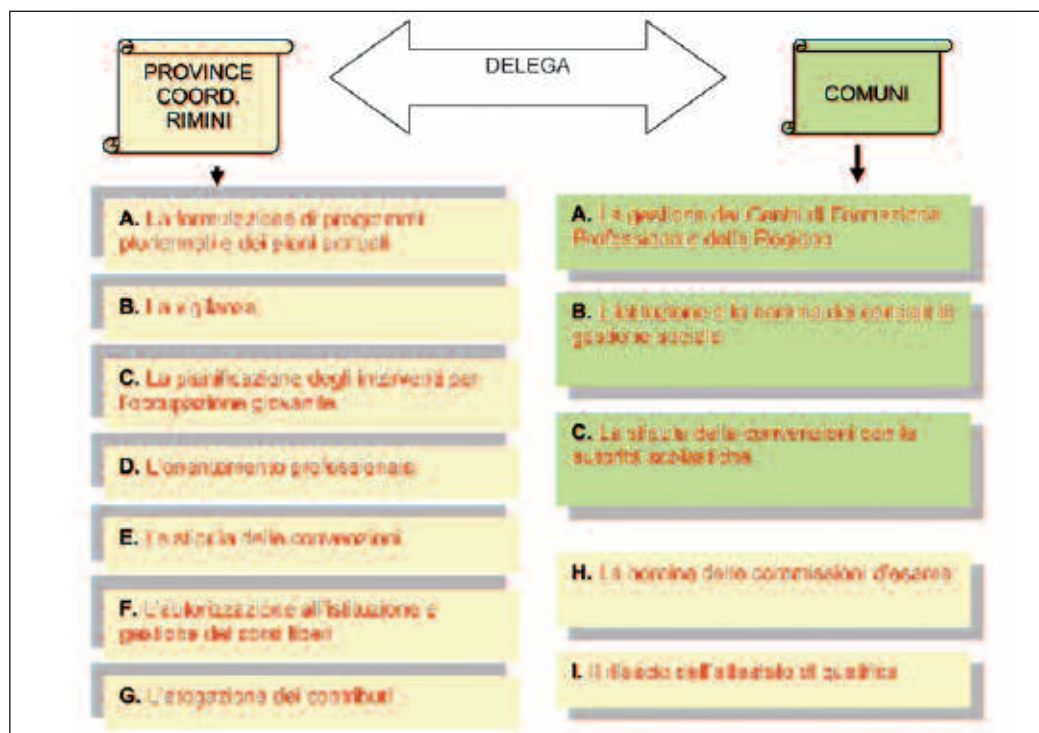 PROVINCE
COORD.
RIMINI
DELEGA
COMUNI
A. La formulazione di programmi
pluriennali e dei piani annuali
B. La vigilanza
C. La pianificazione degli interventi per
l'occupazione giovanile
D. L'orientamento professionale
E. La stipula delle convenzioni
F. L'autorizzazione all'istituzione e
gestione dei corsi liberi
G. L'erogazione dei contributi
A. La gestione dei Centri di Formazione
Professionale della Regione
B. L'istituzione e la nomina dei consigli di
gestione sociale
C. La stipula delle convenzioni con le
autorità scolastiche
H. La nomina delle commissioni d'esame
I. Il rilascio dell'attestato di qualifica